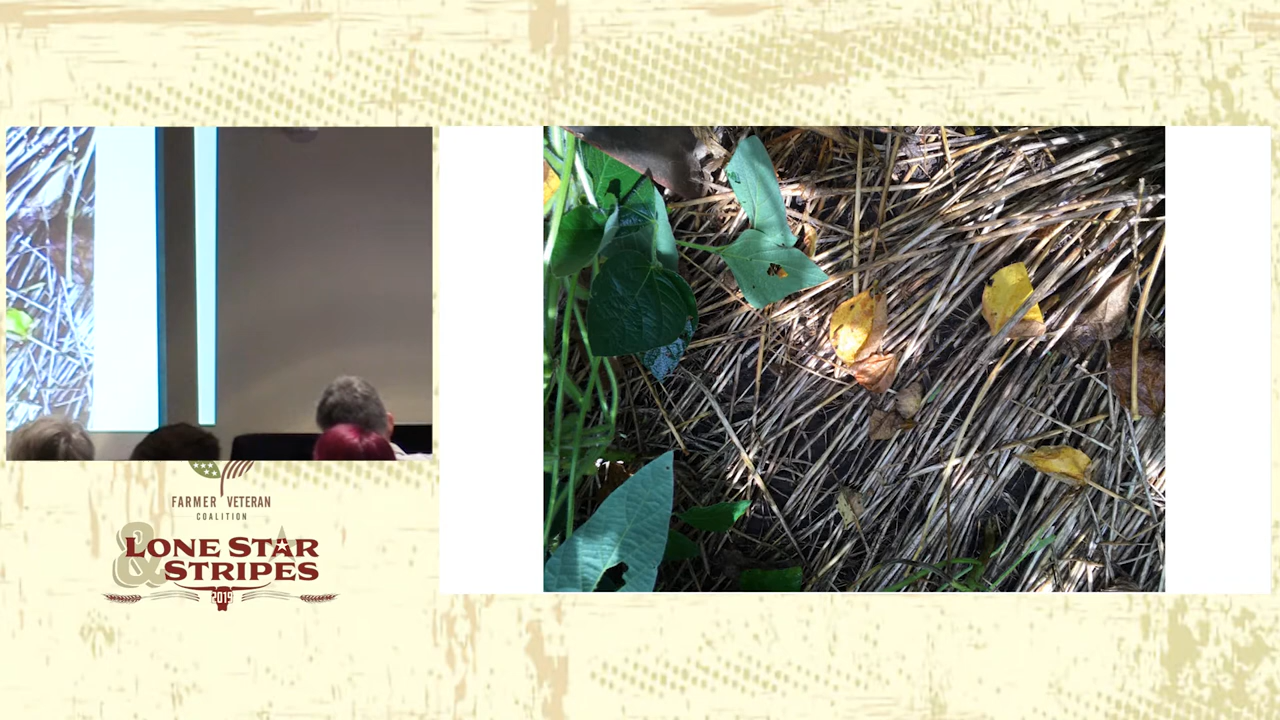 FARMER VETERAN
COALITION
& LONE STAR
STRIPES
2019